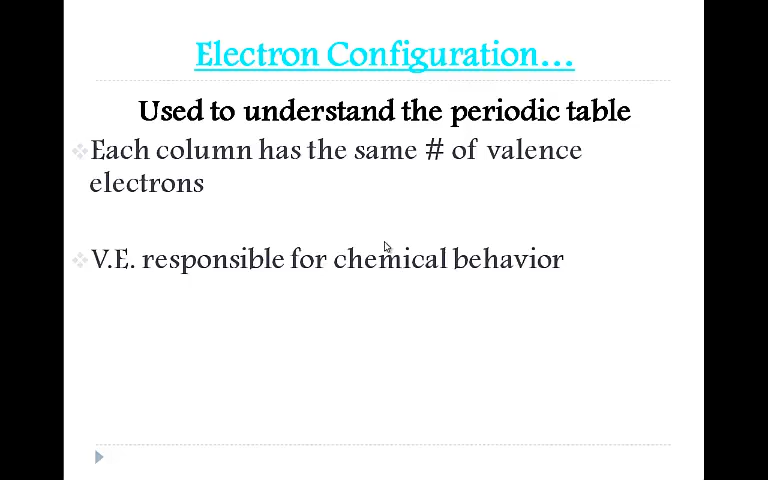 Electron Configuration...
Used to understand the periodic table
Each column has the same # of valence
electrons
V.E. responsible for chemical behavior